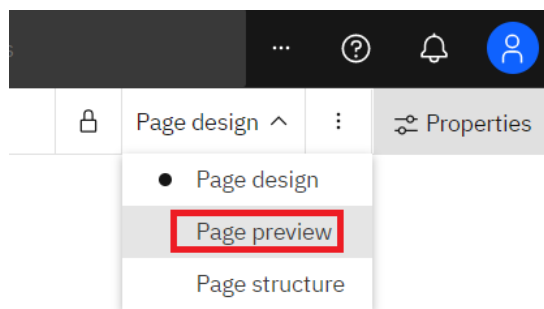 Page design
Properties
Page design
Page preview
Page structure